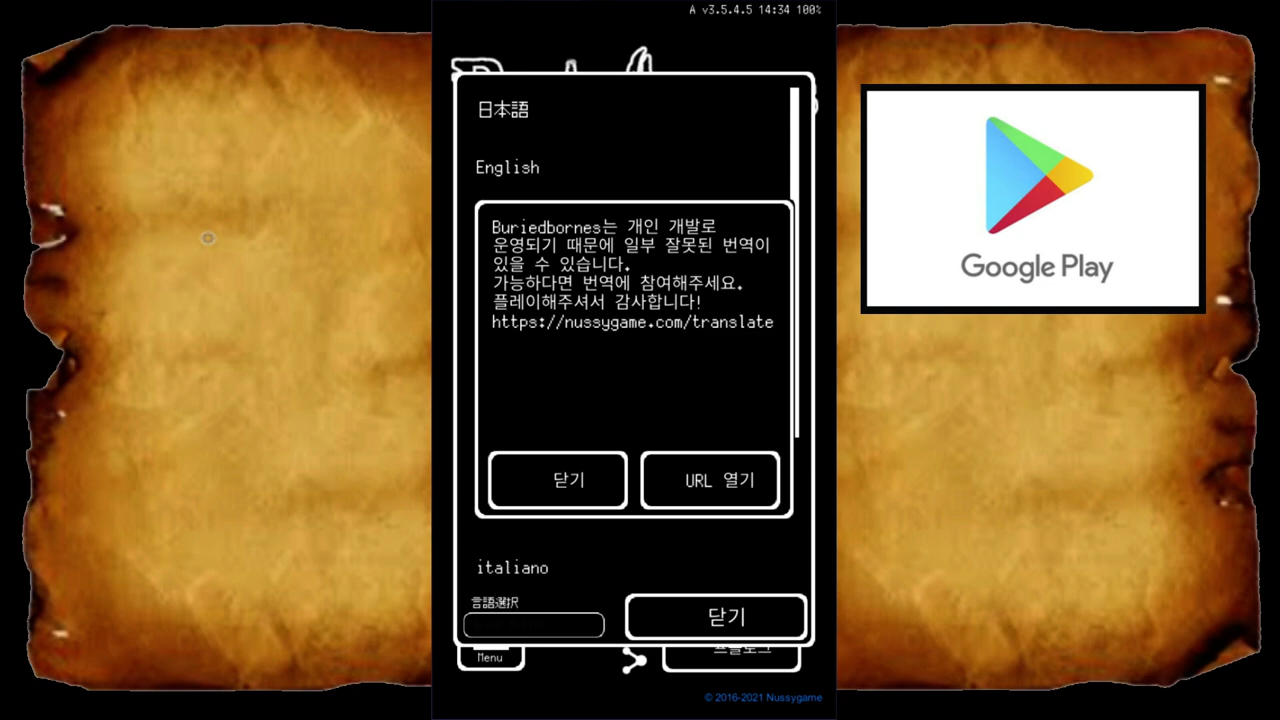 A v3.5.4.5 14:34 100%
日本語
English
Buriedbornes는 개인 개발로
운영되기 때문에 일부 잘못된 번역이
있을 수 있습니다.
가능하다면 번역에 참여해주세요.
플레이해주셔서 감사합니다!
https://nussygame.com/translate
닫기
URL 열기
italiano
言語選択
닫기
Menu
프롤로그
© 2016-2021 Nussygame
Google Play